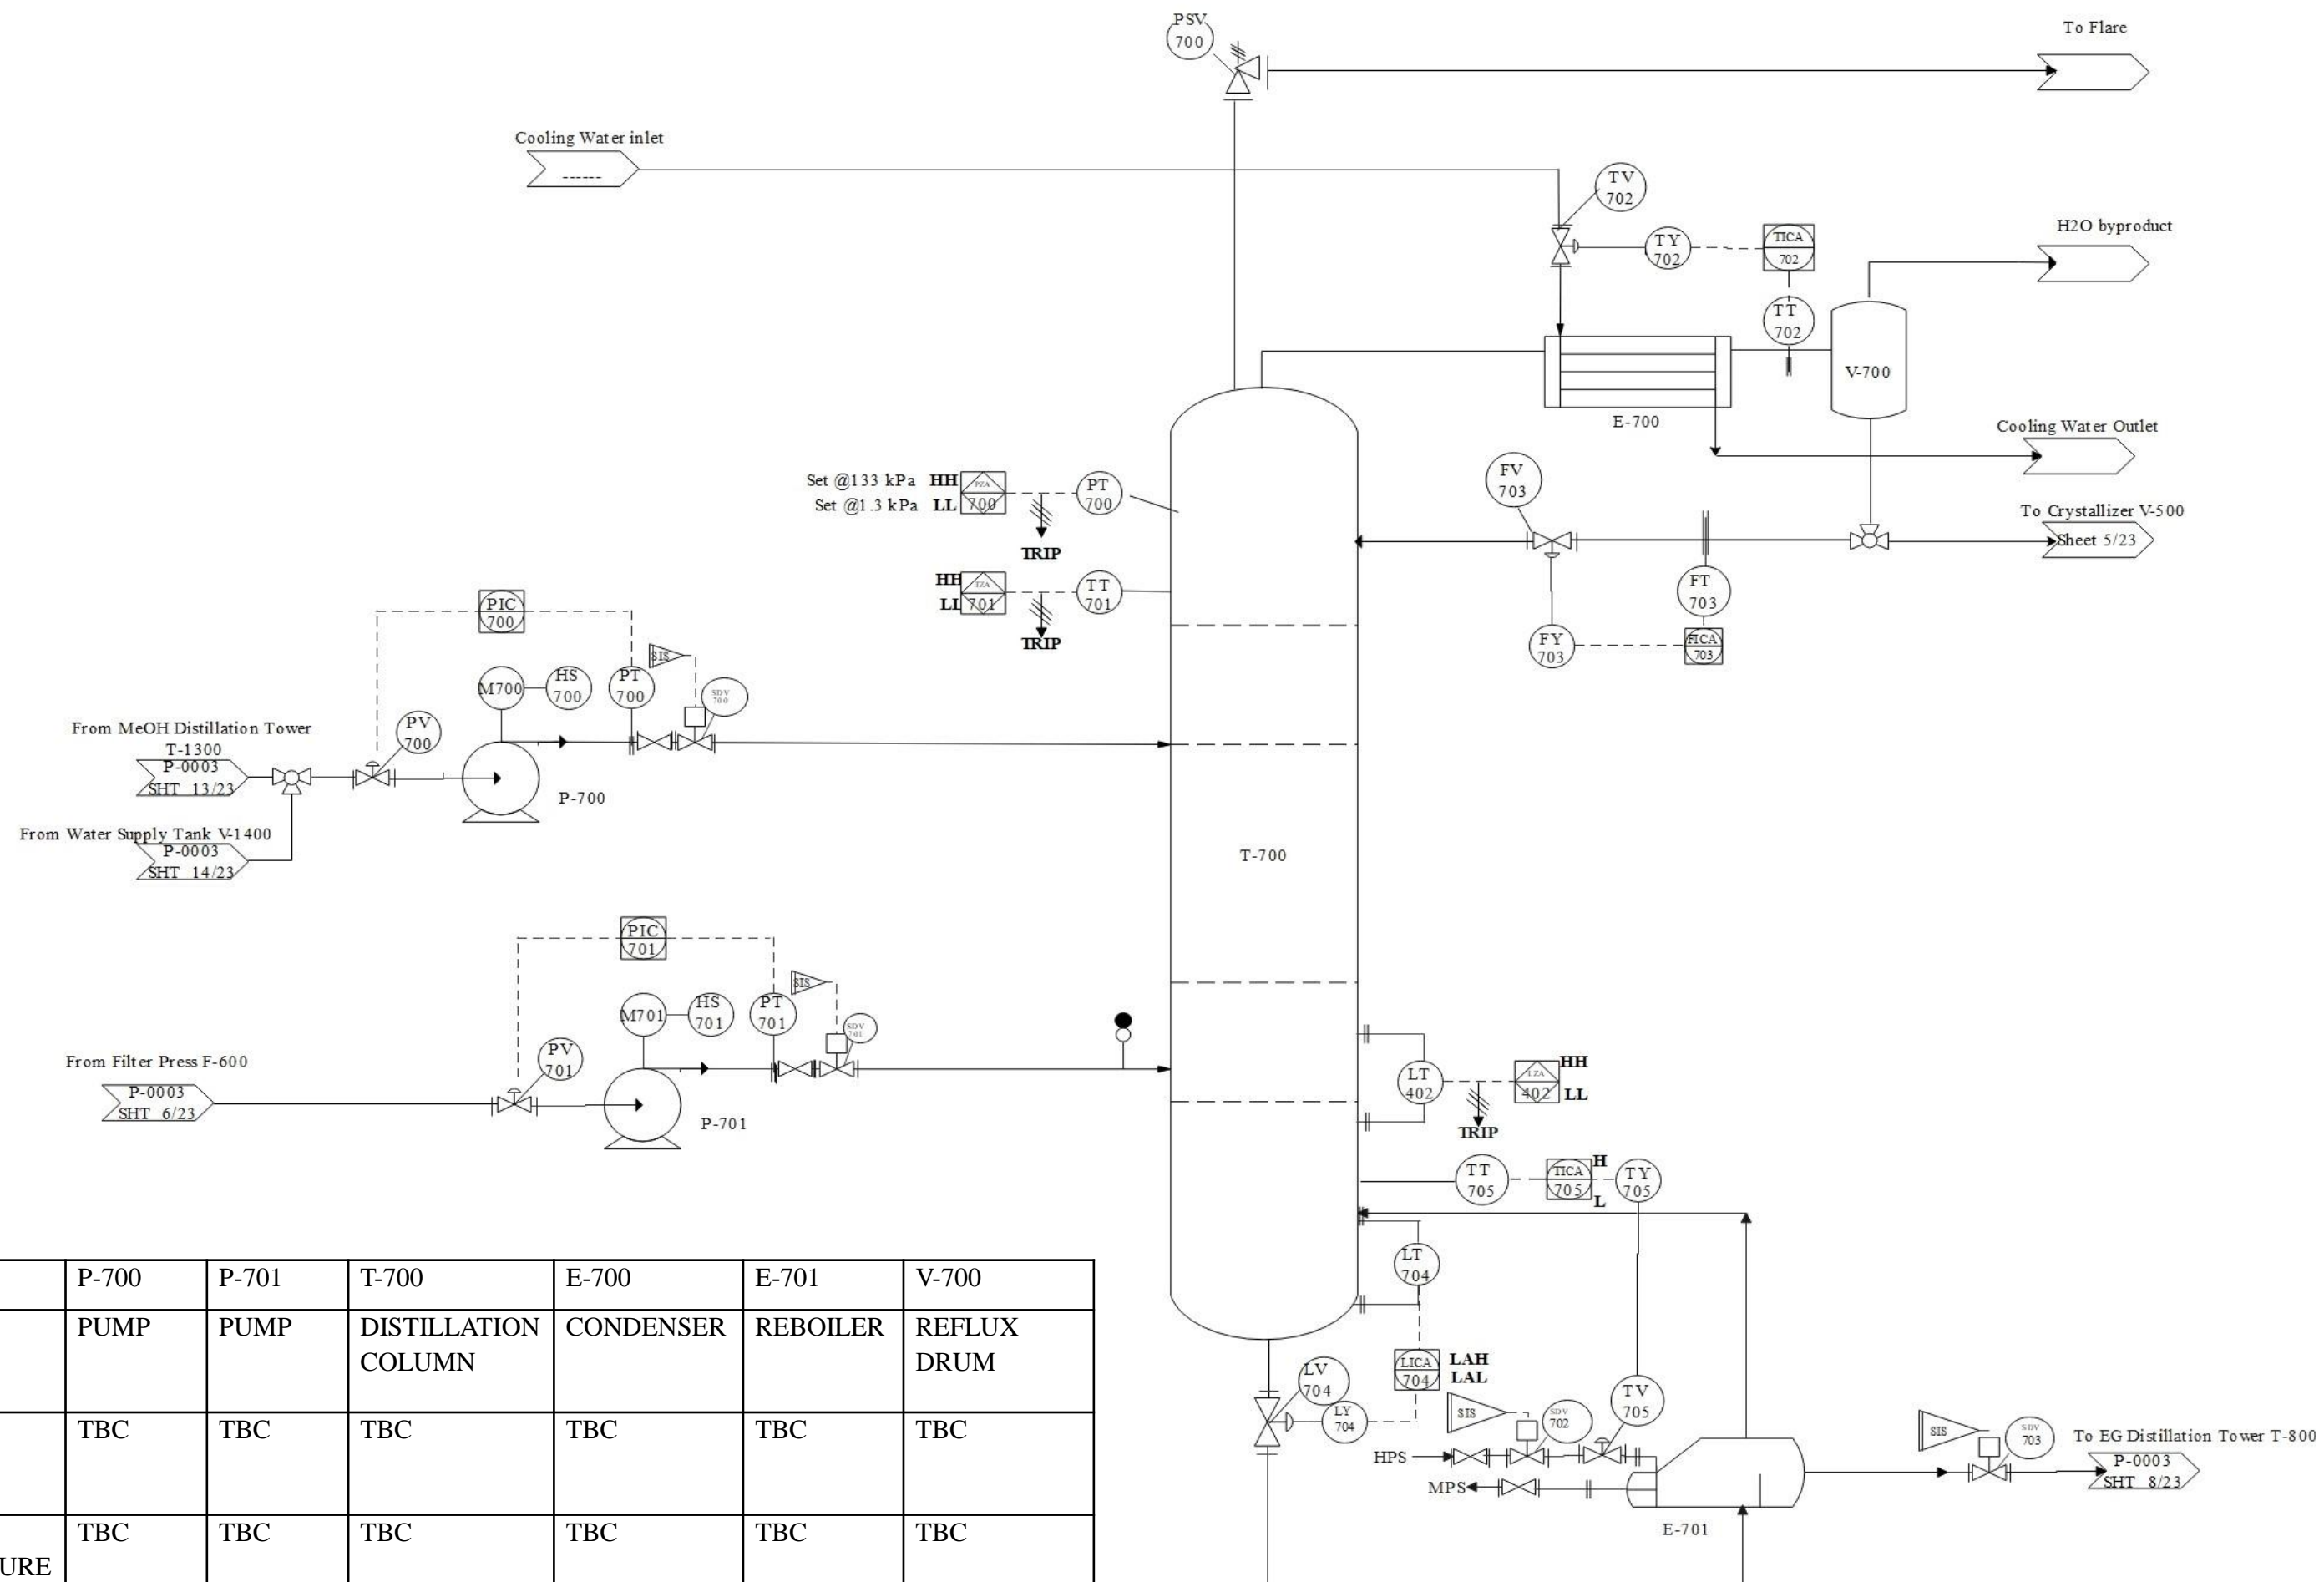 PSV
700
To Flare
Cooling Water inlet
------
TV
702
TY
702
TICA
702
H2O byproduct
TT
702
V-700
E-700
Cooling Water Outlet
Set @133 kPa HH
Set @1.3 kPa LL
PZA
700
PT
700
TRIP
FV
703
To Crystallizer V-500
Sheet 5/23
HH
LL
TZA
701
TT
701
TRIP
FT
703
FY
703
FICA
703
PIC
700
SIS
M700
HS
700
PT
700
SDV
700
From MeOH Distillation Tower
T-1300
P-0003
SHT 13/23
PV
700
P-700
From Water Supply Tank V-1400
P-0003
SHT 14/23
T-700
PIC
701
SIS
M701
HS
701
PT
701
SDV
701
From Filter Press F-600
P-0003
SHT 6/23
PV
701
P-701
LT
402
LZA
402
HH
LL
TRIP
TT
705
TICA
705
H
L
TY
705
LT
704
LICA
704
LAH
LAL
LV
704
LY
704
SIS
SDV
702
TV
705
HPS
MPS
E-701
SIS
SDV
703
To EG Distillation Tower T-800
P-0003
SHT 8/23
P-700 P-701 T-700 E-700 E-701 V-700
PUMP PUMP DISTILLATION CONDENSER REBOILER REFLUX
COLUMN DRUM
TBC TBC TBC TBC TBC TBC
TBC TBC TBC TBC TBC TBC
URE